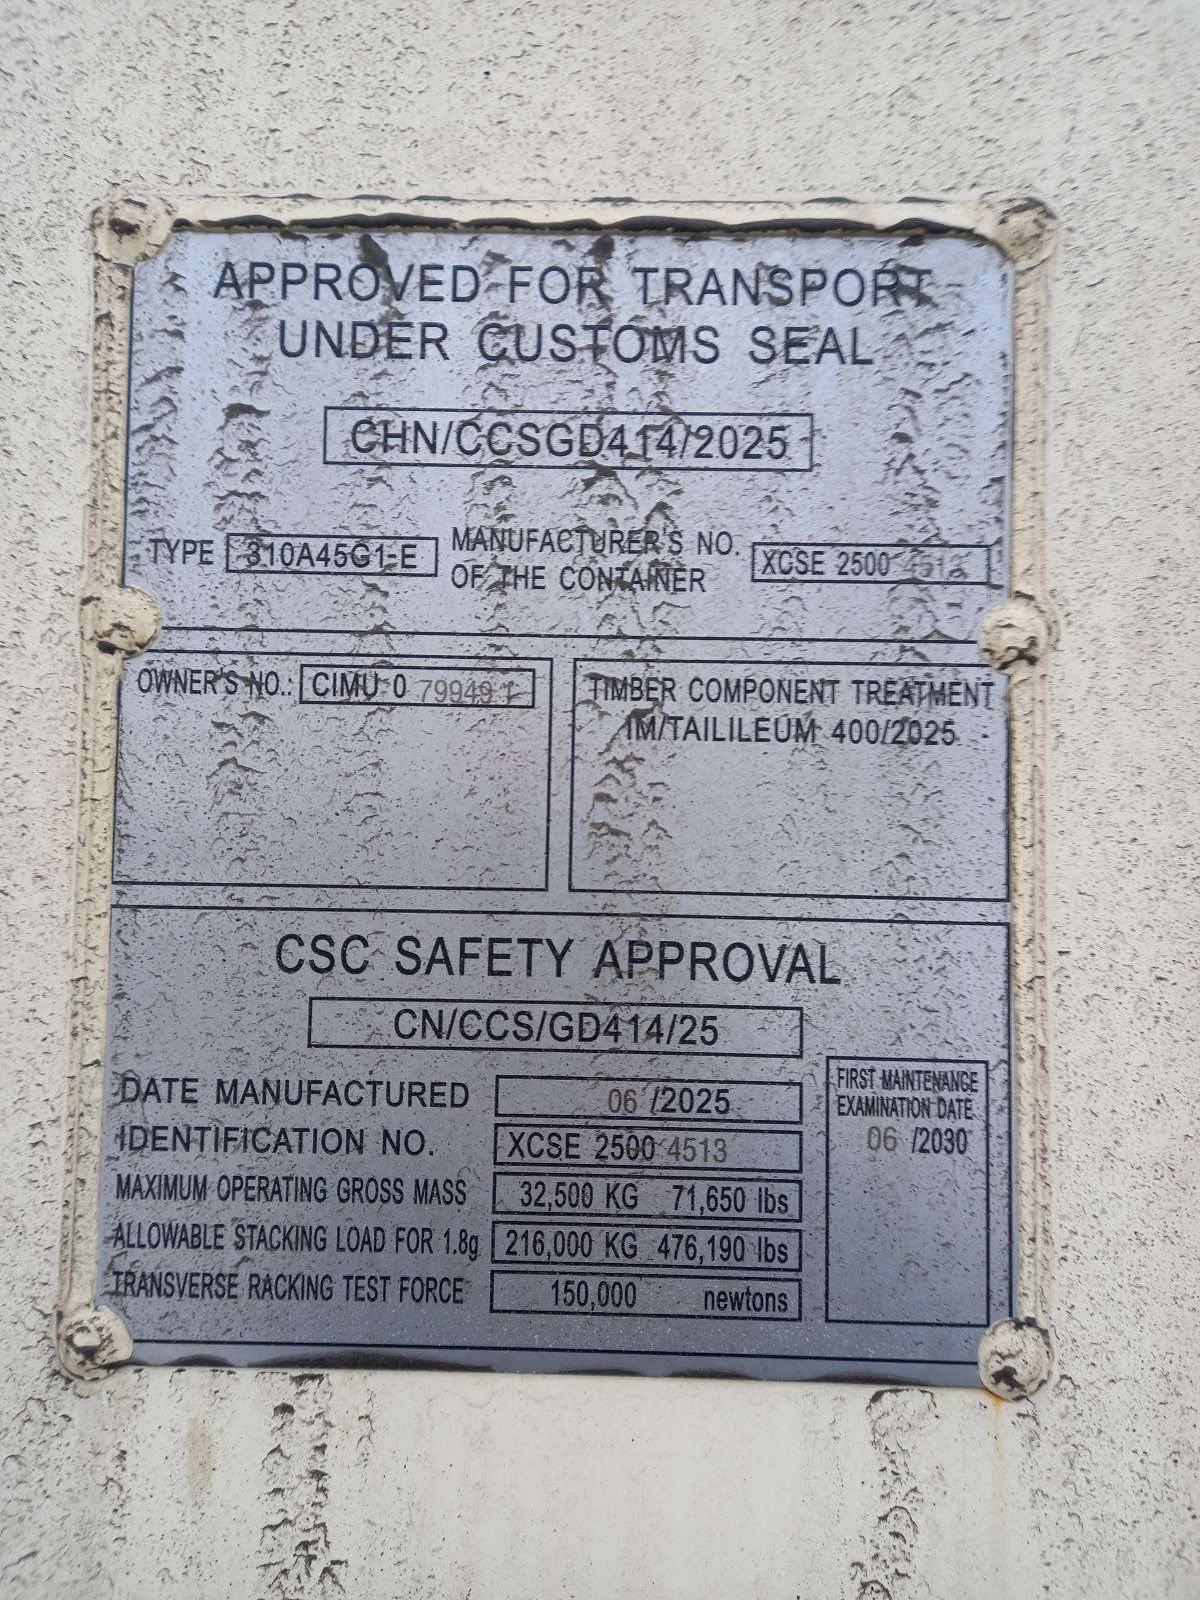 APPROVED FOR TRANSPORT
UNDER CUSTOMS SEAL
CHN/CCSGD414/2025
TYPE 310A45G1-E MANUFACTURER'S NO. OF THE CONTAINER XCSE 2500 4513
OWNER'S NO.: CIMU 0 79949 1
TIMBER COMPONENT TREATMENT
IM/TAILILEUM 400/2025
CSC SAFETY APPROVAL
CN/CCS/GD414/25
DATE MANUFACTURED 06 /2025
IDENTIFICATION NO. XCSE 2500 4513
MAXIMUM OPERATING GROSS MASS 32,500 KG 71,650 lbs
ALLOWABLE STACKING LOAD FOR 1.8g 216,000 KG 476,190 lbs
TRANSVERSE RACKING TEST FORCE 150,000 newtons
FIRST MAINTENANCE
EXAMINATION DATE
06 /2030